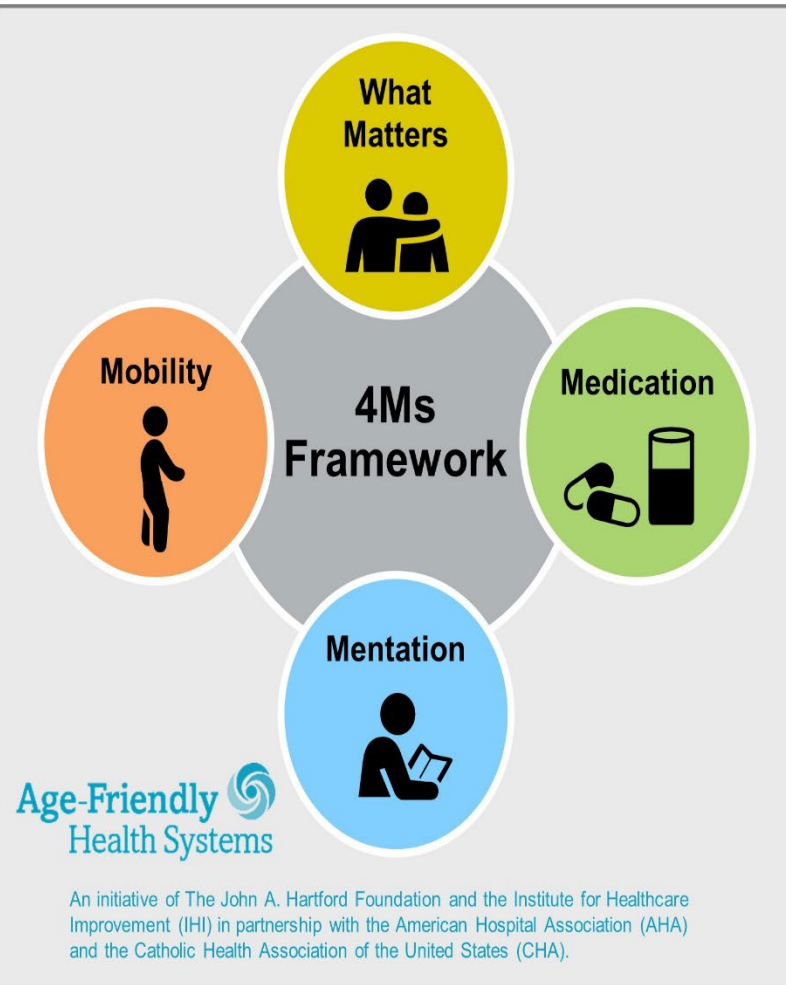 What
Matters
Mobility
4Ms
Framework
Medication
Mentation
Age-Friendly
Health Systems
An initiative of The John A. Hartford Foundation and the Institute for Healthcare
Improvement (IHI) in partnership with the American Hospital Association (AHA)
and the Catholic Health Association of the United States (CHA).